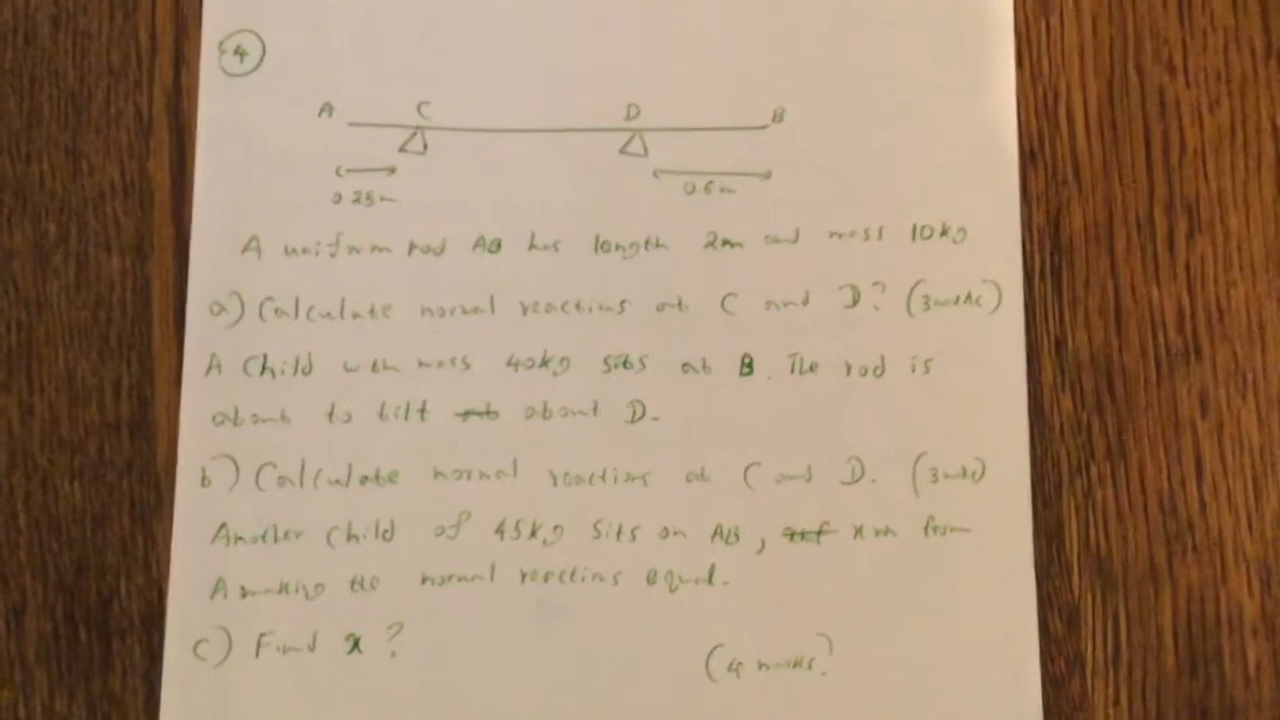 4
A C D B
0.25m 0.6m
A uniform rod AB has length 2m and mass 10kg
a) Calculate normal reactions at C and D? (3 marks)
A Child with mass 40kg sits at B. The rod is
about to tilt about D.
b) Calculate normal reactions at C and D. (3 marks)
Another child of 45kg sits on AB, xm from
A making the normal reactions equal.
c) Find x? (4 marks)